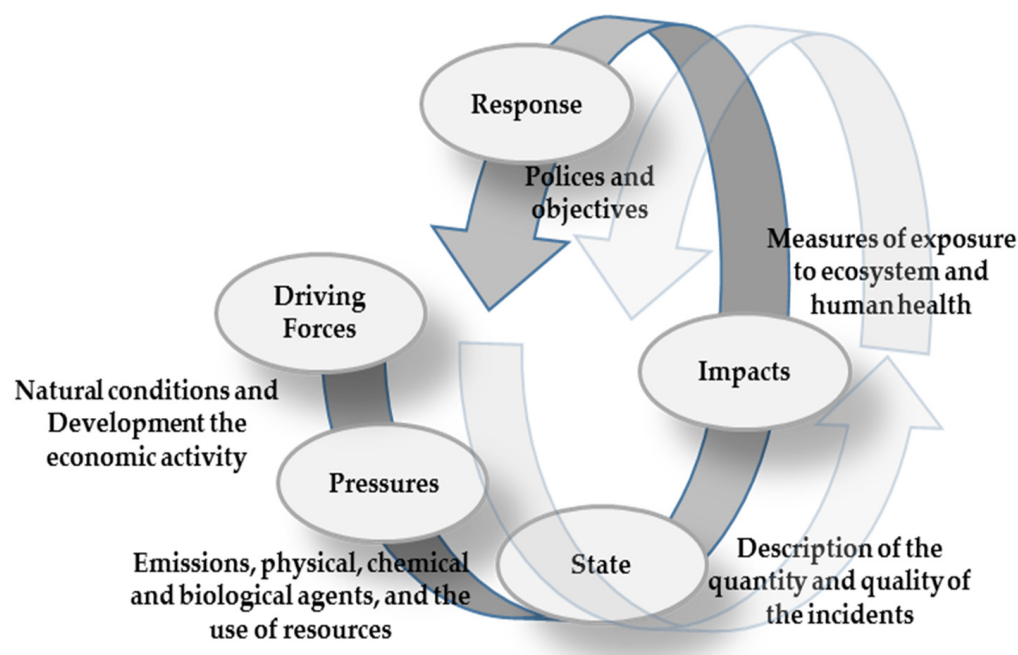 Response
Polices and
objectives
Measures of exposure
to ecosystem and
human health
Driving
Forces
Impacts
Natural conditions and
Development the
economic activity
Pressures
Emissions, physical, chemical
and biological agents, and the
use of resources
State
Description of the
quantity and quality of
the incidents